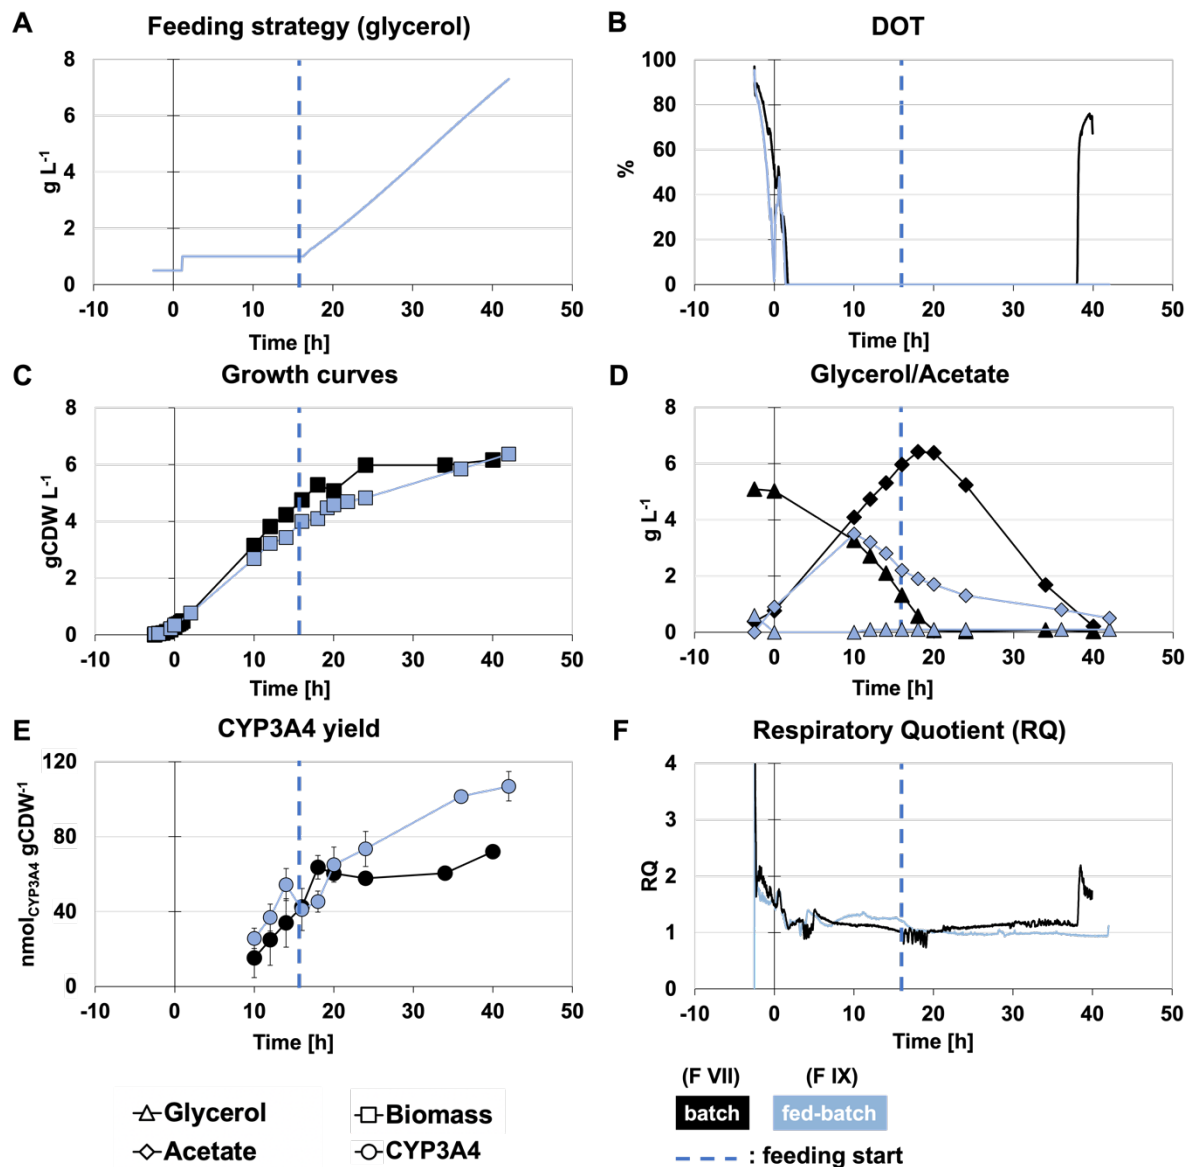 A
Feeding strategy (glycerol)
8
6
4
2
0
g L-1
-10 0 10 20 30 40 50
Time [h]
B
DOT
100
80
60
40
20
0
%
-10 0 10 20 30 40 50
Time [h]
C
Growth curves
8
6
4
2
0
gCDW L-1
-10 0 10 20 30 40 50
Time [h]
D
Glycerol/Acetate
8
6
4
2
0
g L-1
-10 0 10 20 30 40 50
Time [h]
E
CYP3A4 yield
120
80
40
0
nmolCYP3A4 gCDW-1
-10 0 10 20 30 40 50
Time [h]
F
Respiratory Quotient (RQ)
4
3
2
1
0
RQ
-10 0 10 20 30 40 50
Time [h]
Glycerol
Biomass
Acetate
CYP3A4
(F VII) (F IX)
batch fed-batch
: feeding start